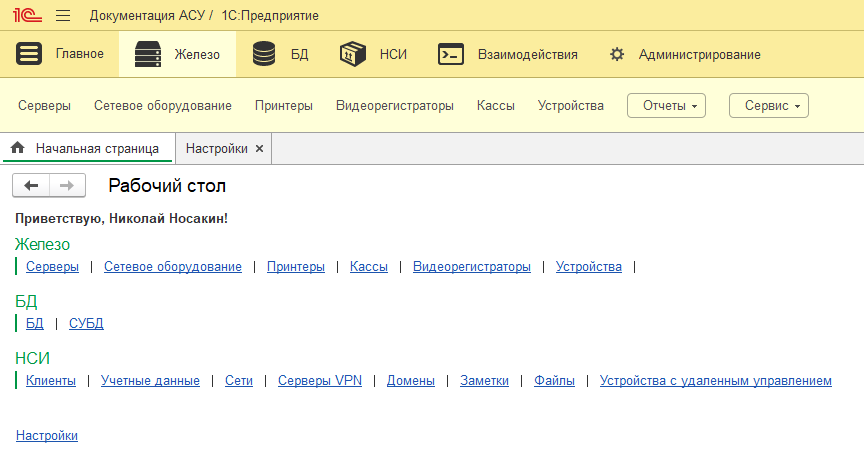 1С Документация АСУ / 1С:Предприятие
Главное Железо БД НСИ Взаимодействия Администрирование
Серверы Сетевое оборудование Принтеры Видеорегистраторы Кассы Устройства Отчеты Сервис
Начальная страница Настройки ×
Рабочий стол
Приветствую, Николай Носакин!
Железо
Серверы | Сетевое оборудование | Принтеры | Кассы | Видеорегистраторы | Устройства |
БД
БД | СУБД
НСИ
Клиенты | Учетные данные | Сети | Серверы VPN | Домены | Заметки | Файлы | Устройства с удаленным управлением
Настройки